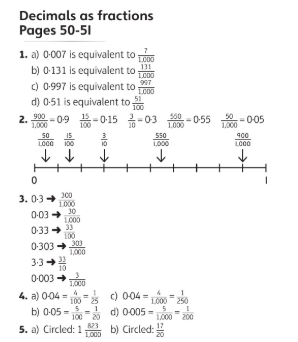 Decimals as fractions
Pages 50-51
1. a) 0·007 is equivalent to 7/1,000
b) 0·131 is equivalent to 131/1,000
c) 0·997 is equivalent to 997/1,000
d) 0·51 is equivalent to 51/100
2. 900/1,000 = 0·9 15/100 = 0·15 3/10 = 0·3 550/1,000 = 0·55 50/1,000 = 0·05
50/1,000 15/100 3/10 550/1,000 900/1,000
0 1
3. 0·3 → 300/1,000
0·03 → 30/1,000
0·33 → 33/100
0·303 → 303/1,000
3·3 → 33/10
0·003 → 3/1,000
4. a) 0·04 = 4/100 = 1/25 c) 0·04 = 4/1,000 = 1/250
b) 0·05 = 5/100 = 1/20 d) 0·005 = 5/1,000 = 1/200
5. a) Circled: 1 823/1,000 b) Circled: 17/20